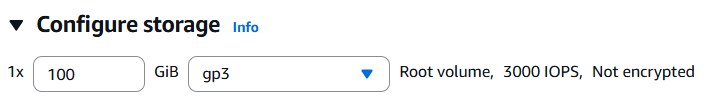 Configure storage Info
1x 100 GiB gp3 Root volume, 3000 IOPS, Not encrypted